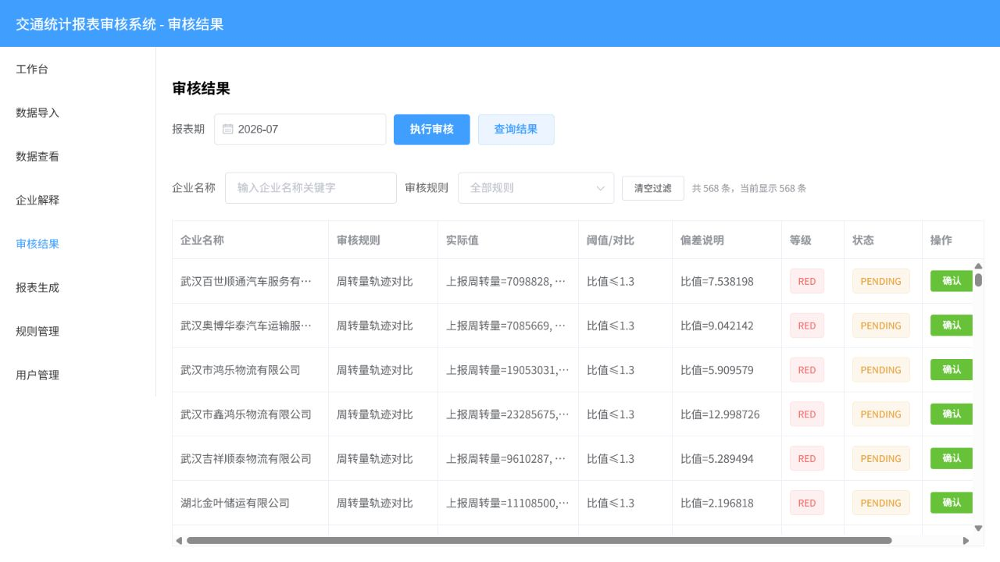 交通统计报表审核系统 - 审核结果
工作台
数据导入
数据查看
企业解释
审核结果
报表生成
规则管理
用户管理
审核结果
报表期 2026-07 执行审核 查询结果
企业名称 输入企业名称关键字 审核规则 全部规则 清空过滤 共 568 条，当前显示 568 条
企业名称 审核规则 实际值 阈值/对比 偏差说明 等级 状态 操作
武汉百世顺通汽车服务有… 周转量轨迹对比 上报周转量=7098828, … 比值≤1.3 比值=7.538198 RED PENDING 确认
武汉奥博华泰汽车运输服… 周转量轨迹对比 上报周转量=7085669, … 比值≤1.3 比值=9.042142 RED PENDING 确认
武汉市鸿乐物流有限公司 周转量轨迹对比 上报周转量=19053031,… 比值≤1.3 比值=5.909579 RED PENDING 确认
武汉市鑫鸿乐物流有限公司 周转量轨迹对比 上报周转量=23285675,… 比值≤1.3 比值=12.998726 RED PENDING 确认
武汉吉祥顺泰物流有限公司 周转量轨迹对比 上报周转量=9610287, … 比值≤1.3 比值=5.289494 RED PENDING 确认
湖北金叶储运有限公司 周转量轨迹对比 上报周转量=11108500,… 比值≤1.3 比值=2.196818 RED PENDING 确认